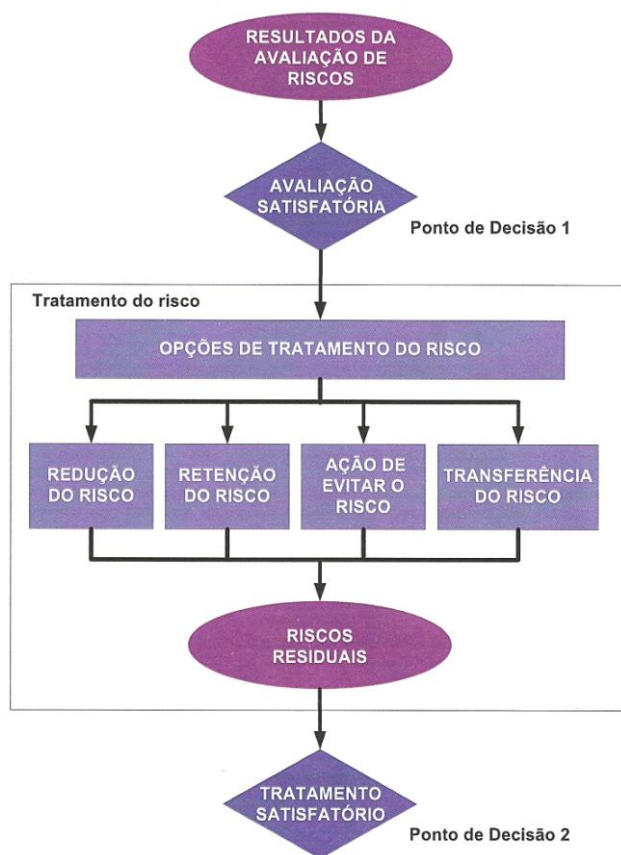 RESULTADOS DA
AVALIAÇÃO DE
RISCOS
AVALIAÇÃO
SATISFATÓRIA
Ponto de Decisão 1
Tratamento do risco
OPÇÕES DE TRATAMENTO DO RISCO
REDUÇÃO
DO RISCO
RETENÇÃO
DO RISCO
AÇÃO DE
EVITAR O
RISCO
TRANSFERÊNCIA
DO RISCO
RISCOS
RESIDUAIS
TRATAMENTO
SATISFATÓRIO
Ponto de Decisão 2